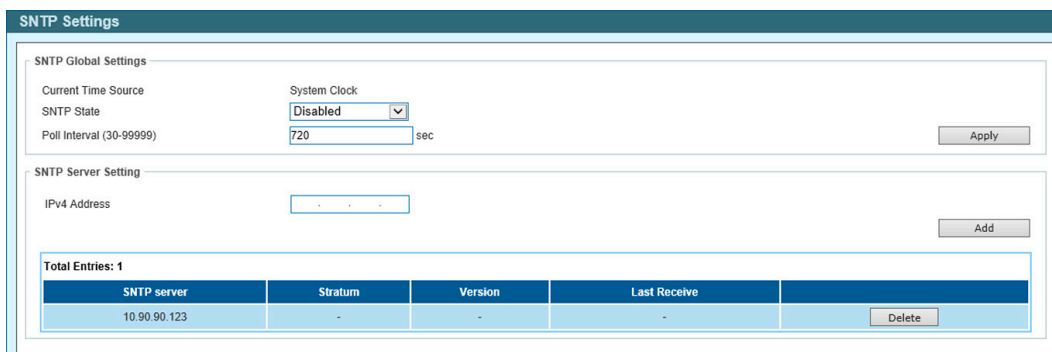 SNTP Settings
SNTP Global Settings
Current Time Source System Clock
SNTP State Disabled
Poll Interval (30-99999) 720 sec Apply
SNTP Server Setting
IPv4 Address . . .
Add
Total Entries: 1
SNTP server Stratum Version Last Receive
10.90.90.123 - - - Delete